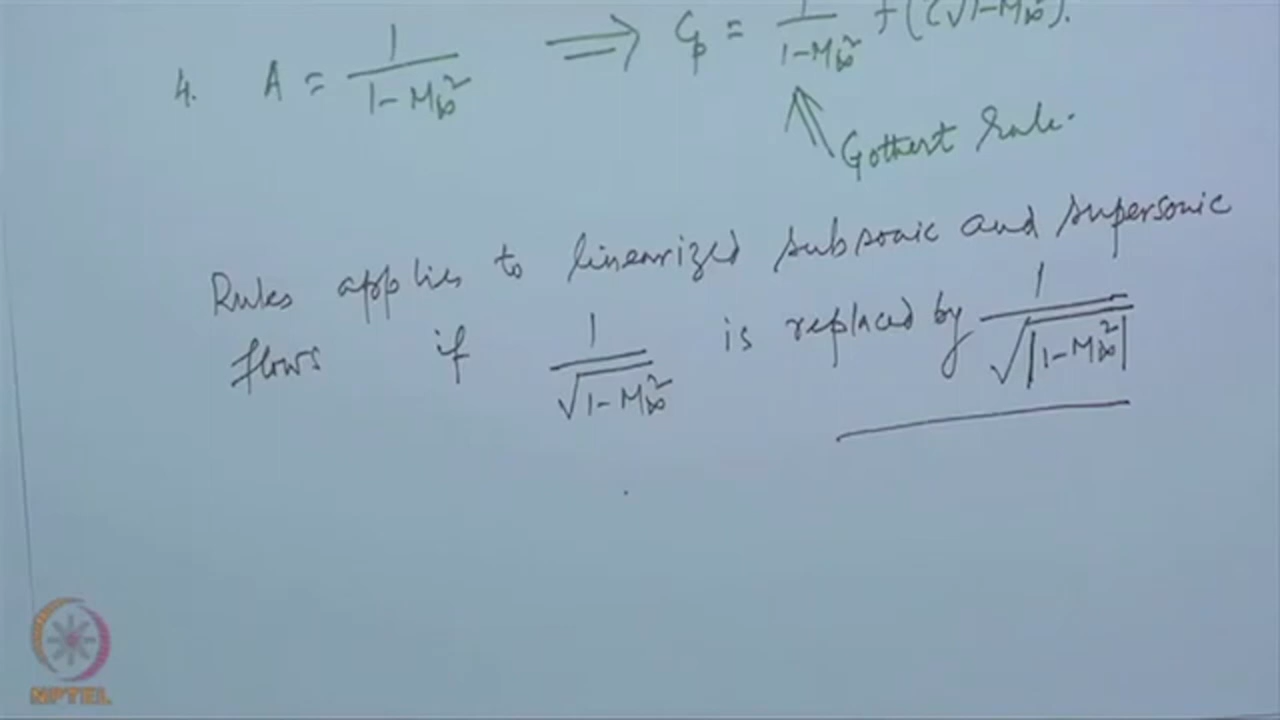 4. A = 1/(1-M∞²) ⟹ Cp = 1/(1-M∞²) f(τ√1-M∞²).
Gothert Rule.
Rules applies to linearized subsonic and supersonic
flows if 1/√1-M∞² is replaced by 1/√|1-M∞²|
NPTEL